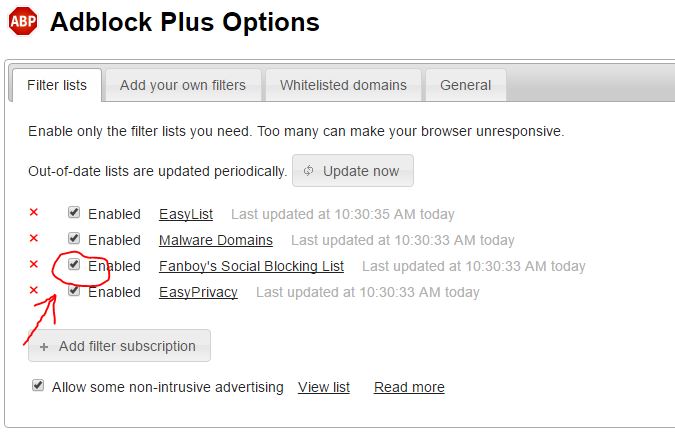 ABP Adblock Plus Options
Filter lists Add your own filters Whitelisted domains General
Enable only the filter lists you need. Too many can make your browser unresponsive.
Out-of-date lists are updated periodically. Update now
Enabled EasyList Last updated at 10:30:35 AM today
Enabled Malware Domains Last updated at 10:30:33 AM today
Enabled Fanboy's Social Blocking List Last updated at 10:30:33 AM today
Enabled EasyPrivacy Last updated at 10:30:33 AM today
+ Add filter subscription
Allow some non-intrusive advertising View list Read more